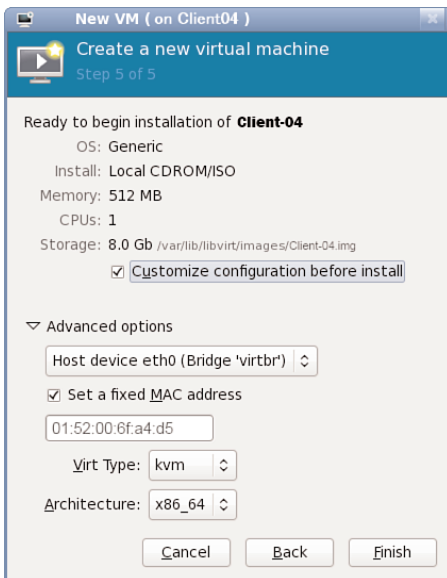 New VM ( on Client04 )
Create a new virtual machine
Step 5 of 5
Ready to begin installation of Client-04
OS: Generic
Install: Local CDROM/ISO
Memory: 512 MB
CPUs: 1
Storage: 8.0 Gb /var/lib/libvirt/images/Client-04.img
Customize configuration before install
Advanced options
Host device eth0 (Bridge 'virtbr')
Set a fixed MAC address
01:52:00:6f:a4:d5
Virt Type: kvm
Architecture: x86_64
Cancel Back Finish